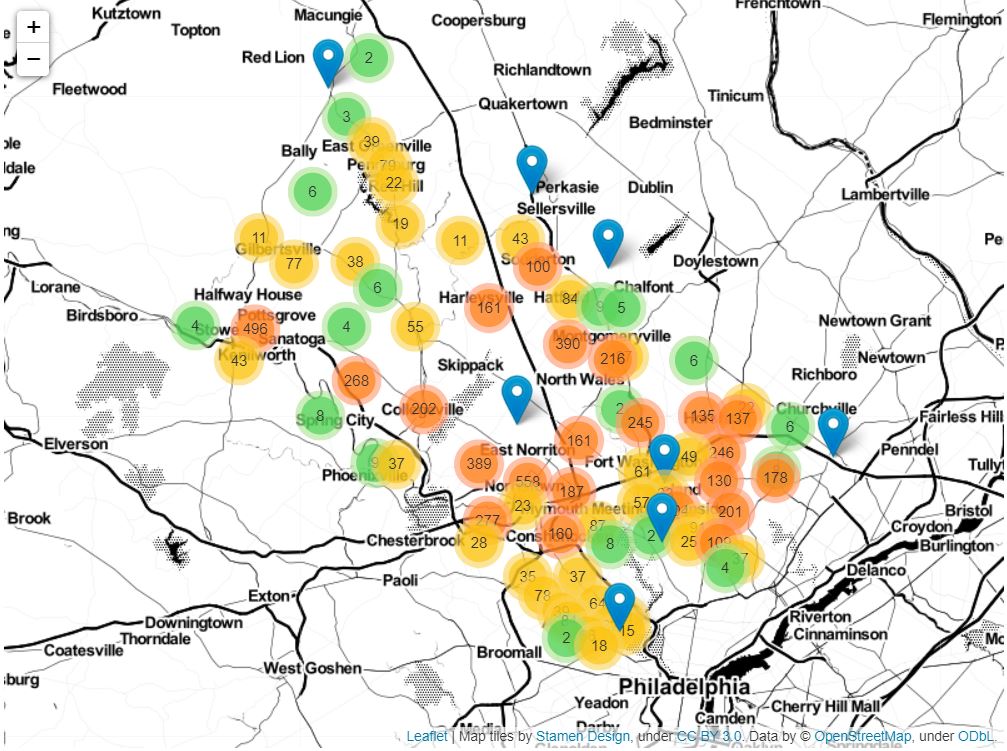 Kutztown
Macungie
Coopersburg
Frenchtown
Flemington
+
Topton
−
Red Lion
2
Richlandtown
Fleetwood
Quakertown
Tinicum
3
Bedminster
39
Bally
East Greenville
79
Pennsburg
22
Red Hill
6
Perkasie
Dublin
Lambertville
Sellersville
19
11
11
43
Gilbertsville
77
38
Souderton
100
Doylestown
Lorane
6
Chalfont
Halfway House
Harleysville
161
Hatfield
84
9
5
Birdsboro
Pottsgrove
4
Stowe
496
4
55
Newtown Grant
Sanatoga
Montgomeryville
390
43
Kenilworth
216
6
Newtown
Skippack
Richboro
268
North Wales
202
Collegeville
2
135
137
Churchville
8
Spring City
245
6
Fairless Hill
161
Elverson
East Norriton
246
Penndel
389
Fort Washington
49
9
37
61
Phoenixville
558
187
130
178
Tully
23
57
Plymouth Meeting
201
Bristol
Brook
277
87
Croydon
Chesterbrook
28
160
8
2
25
Burlington
4
37
Delanco
35
37
Paoli
Exton
78
64
Riverton
Downingtown
Cinnaminson
Thorndale
15
Coatesville
2
18
Broomall
West Goshen
Philadelphia
Yeadon
Cherry Hill Mall
Camden
Darby
Media
Leaflet | Map tiles by Stamen Design, under CC BY 3.0. Data by © OpenStreetMap, under ODbL.